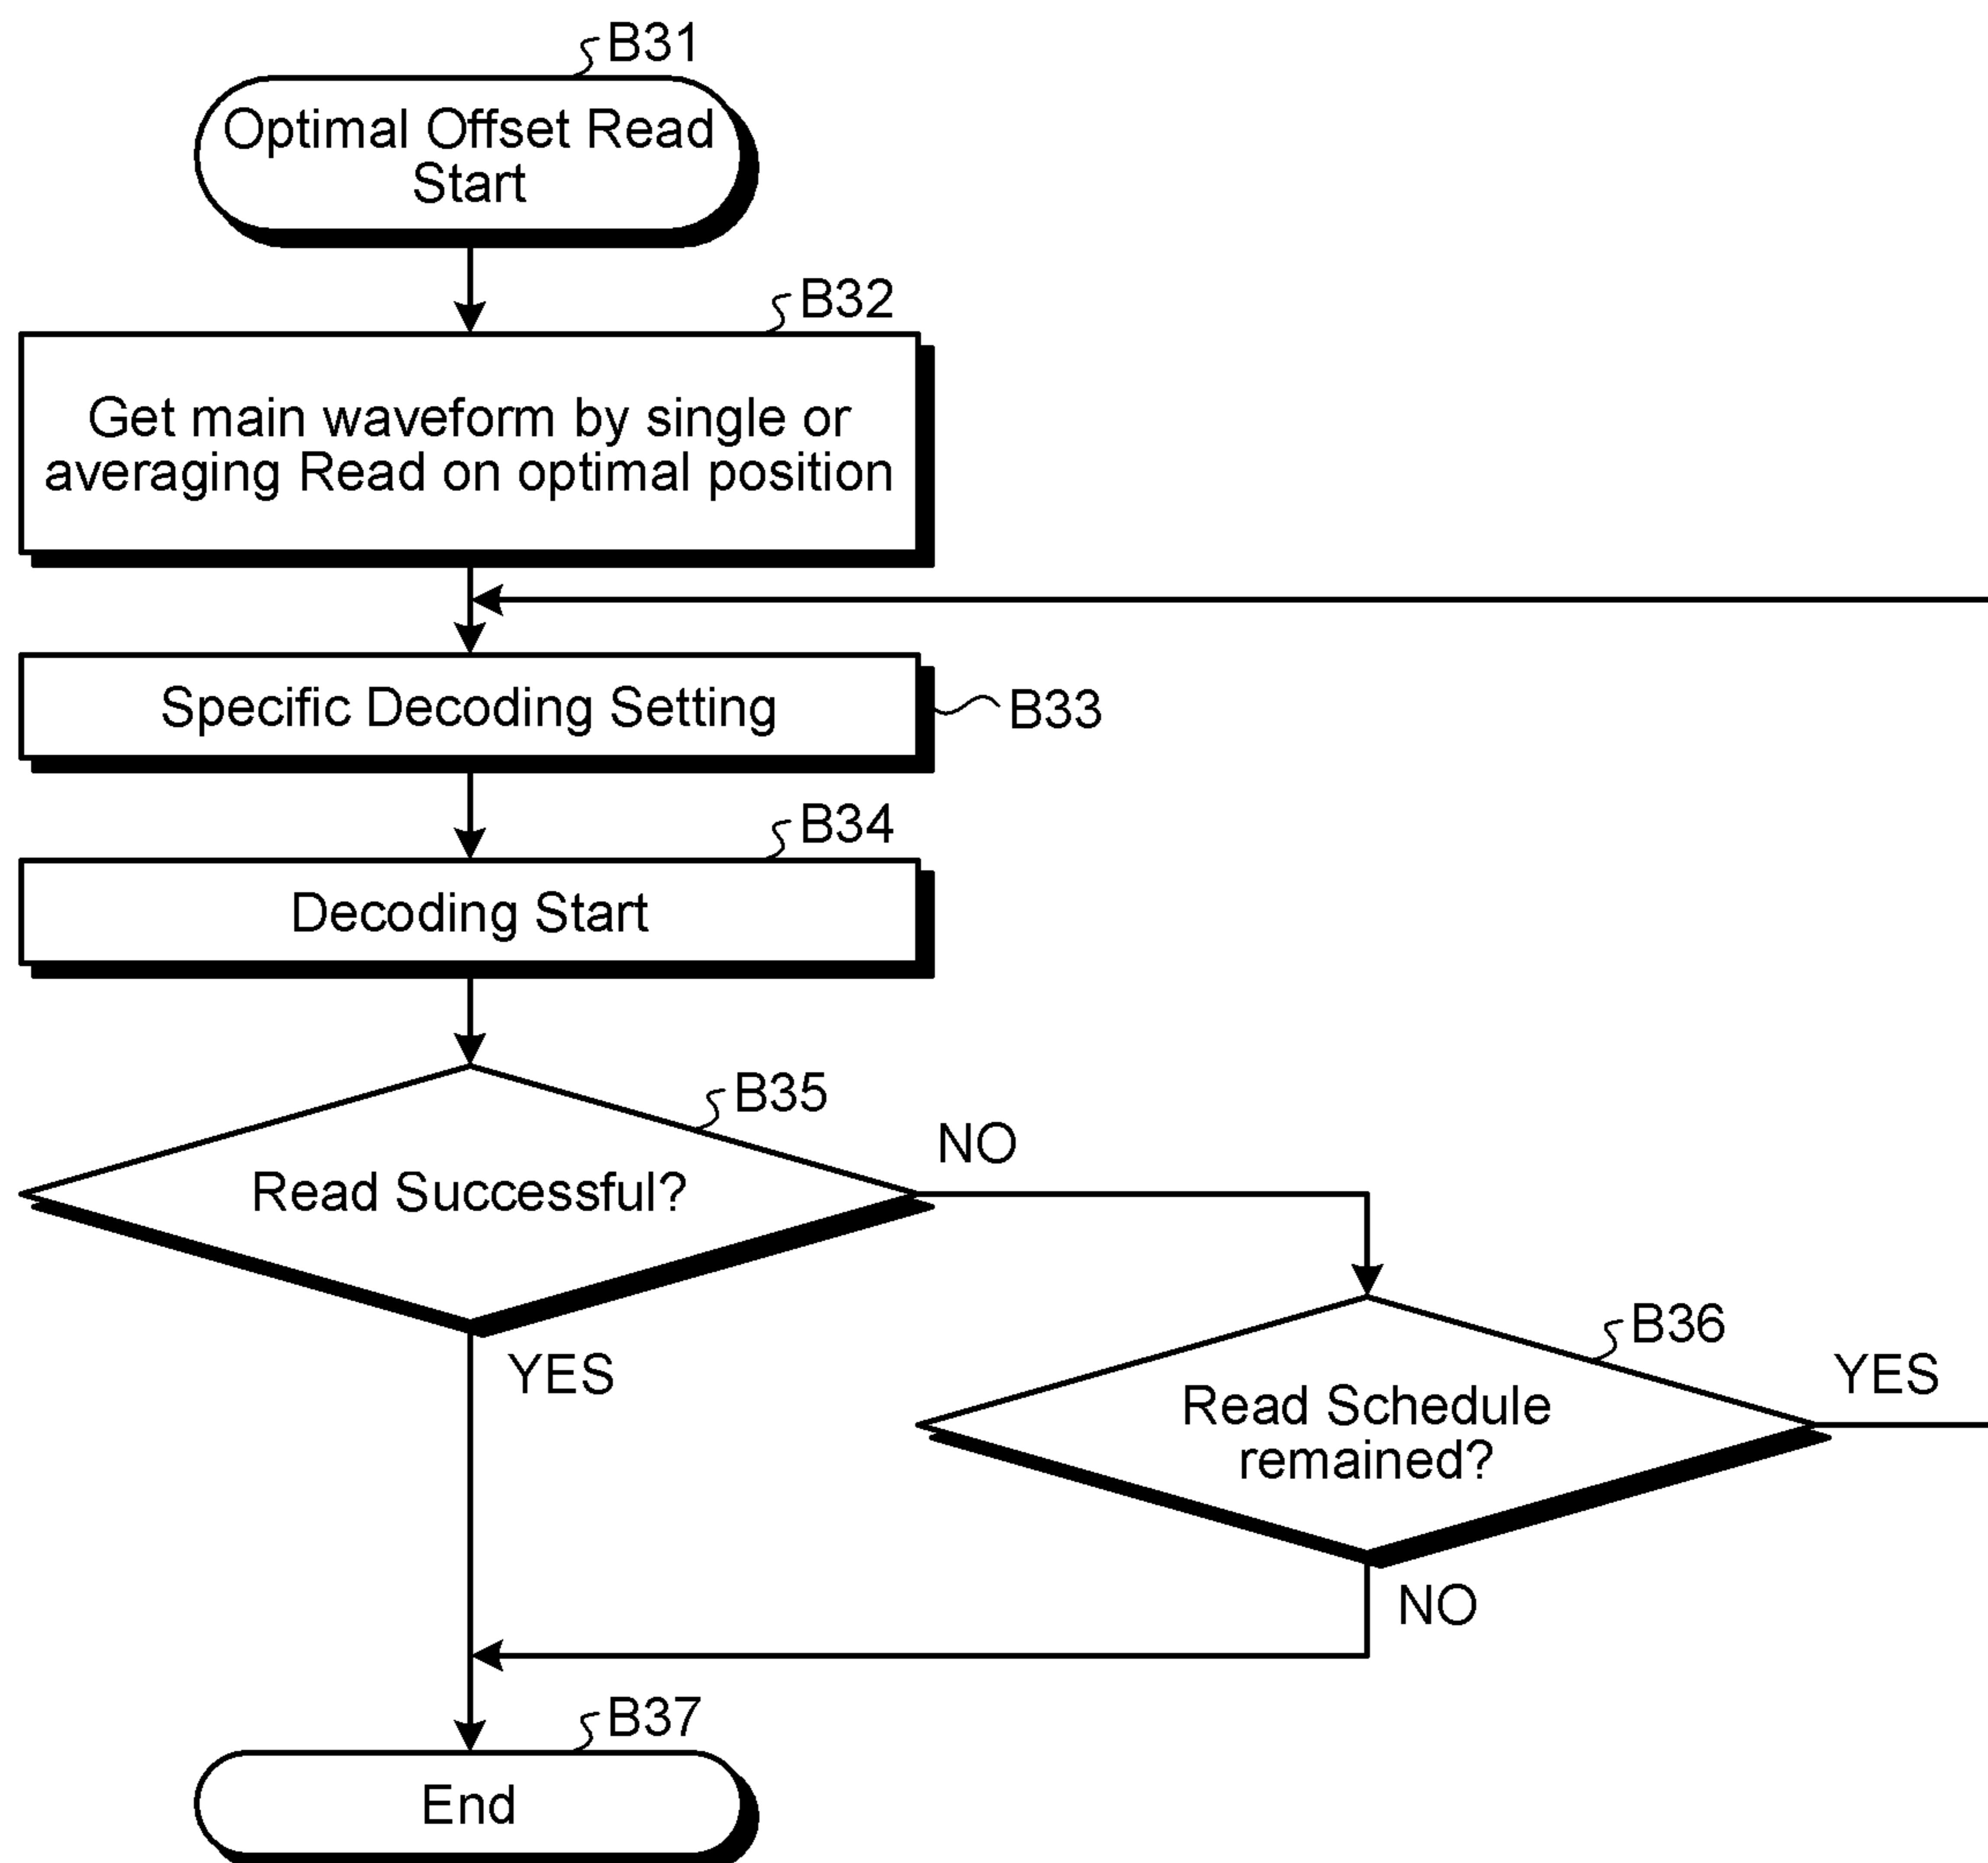 B31
Optimal Offset Read
Start
B32
Get main waveform by single or
averaging Read on optimal position
Specific Decoding Setting
B33
B34
Decoding Start
B35
NO
Read Successful?
YES
B36
YES
Read Schedule
remained?
NO
B37
End